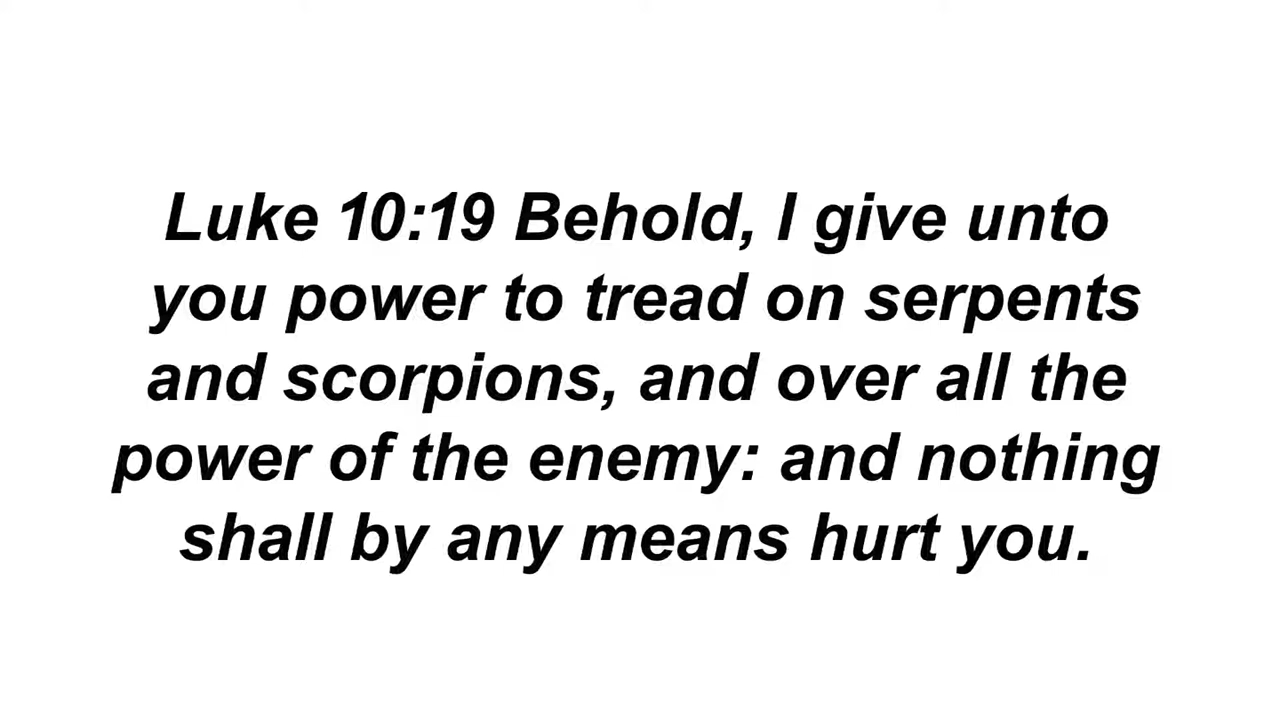 Luke 10:19 Behold, I give unto
you power to tread on serpents
and scorpions, and over all the
power of the enemy: and nothing
shall by any means hurt you.